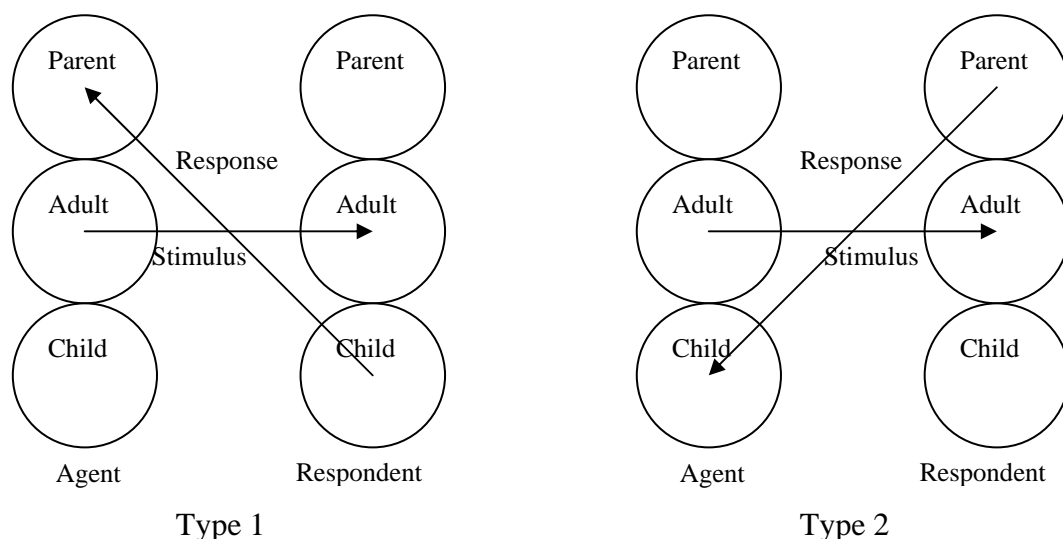 Parent Parent Parent Parent
Response Response
Adult Adult Adult Adult
Stimulus Stimulus
Child Child Child Child
Agent Respondent Agent Respondent
Type 1 Type 2